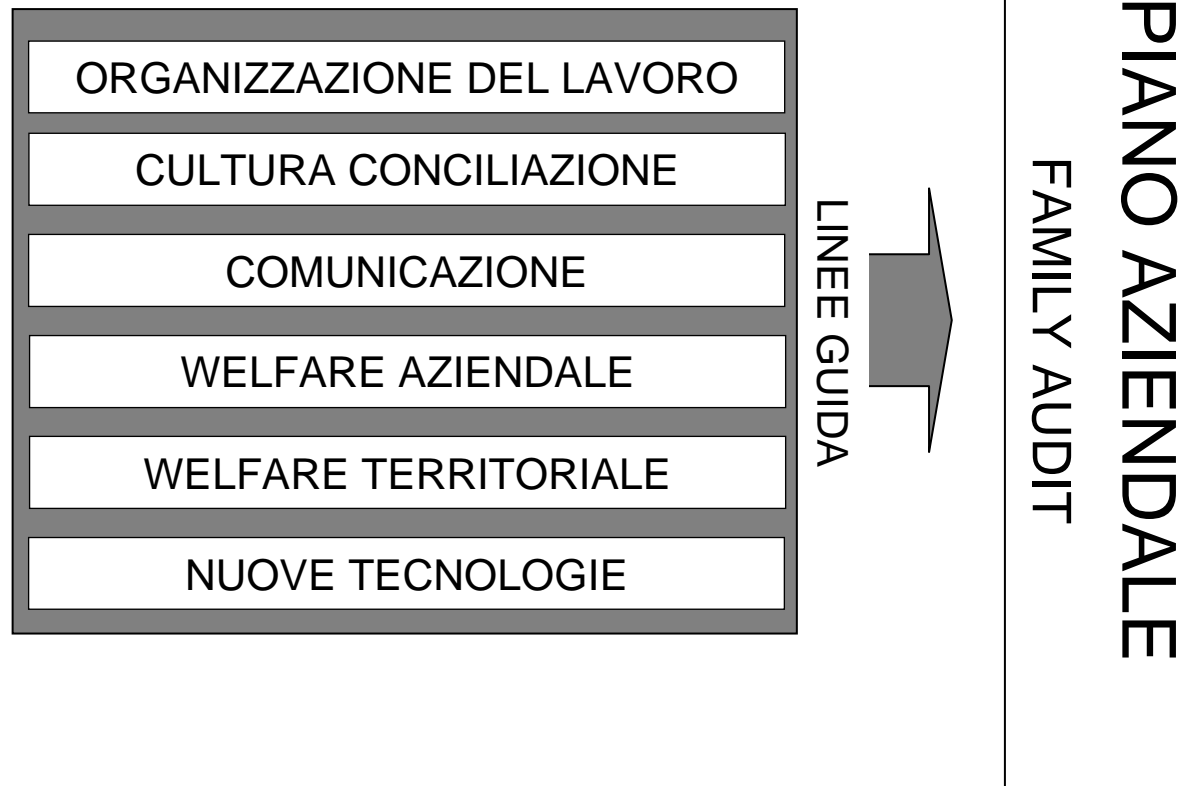 ORGANIZZAZIONE DEL LAVORO
CULTURA CONCILIAZIONE
COMUNICAZIONE
WELFARE AZIENDALE
WELFARE TERRITORIALE
NUOVE TECNOLOGIE
LINEE GUIDA
FAMILY AUDIT
PIANO AZIENDALE